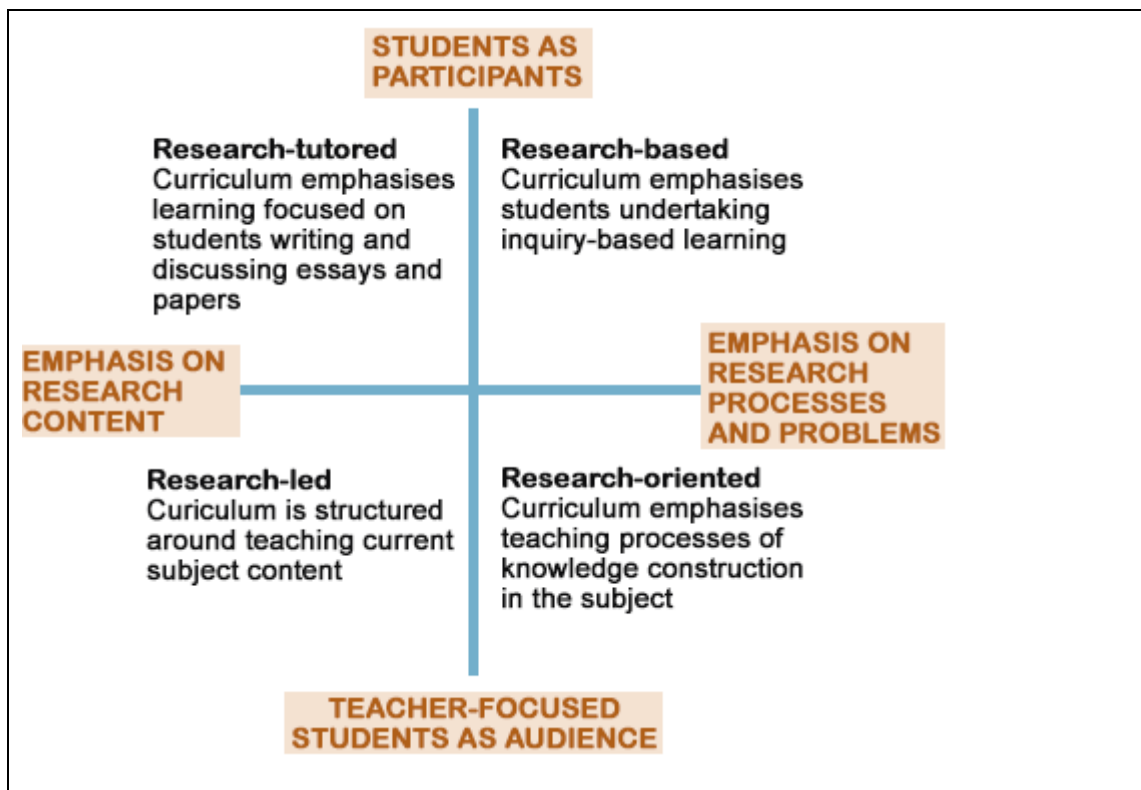 STUDENTS AS
PARTICIPANTS
Research-tutored
Curriculum emphasises
learning focused on
students writing and
discussing essays and
papers
Research-based
Curriculum emphasises
students undertaking
inquiry-based learning
EMPHASIS ON
RESEARCH
CONTENT
EMPHASIS ON
RESEARCH
PROCESSES
AND PROBLEMS
Research-led
Curiculum is structured
around teaching current
subject content
Research-oriented
Curriculum emphasises
teaching processes of
knowledge construction
in the subject
TEACHER-FOCUSED
STUDENTS AS AUDIENCE